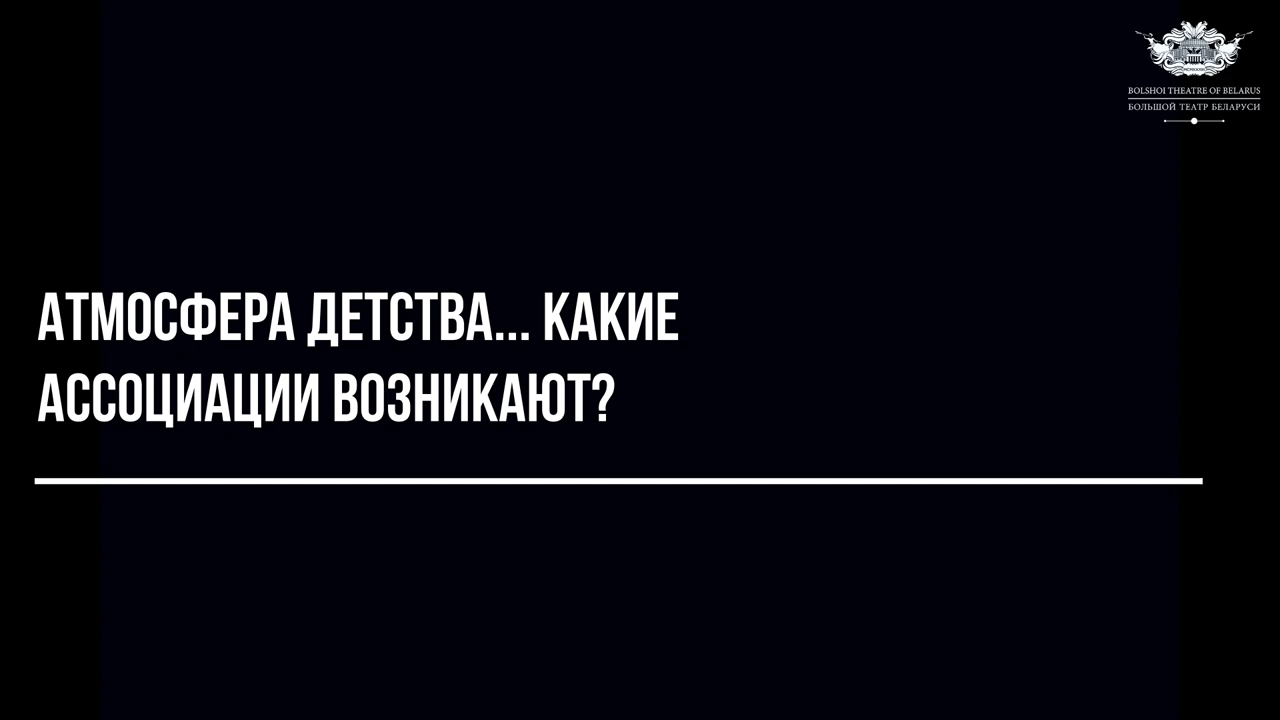 BOLSHOI THEATRE OF BELARUS
БОЛЬШОЙ ТЕАТР БЕЛАРУСИ
АТМОСФЕРА ДЕТСТВА... КАКИЕ
АССОЦИАЦИИ ВОЗНИКАЮТ?